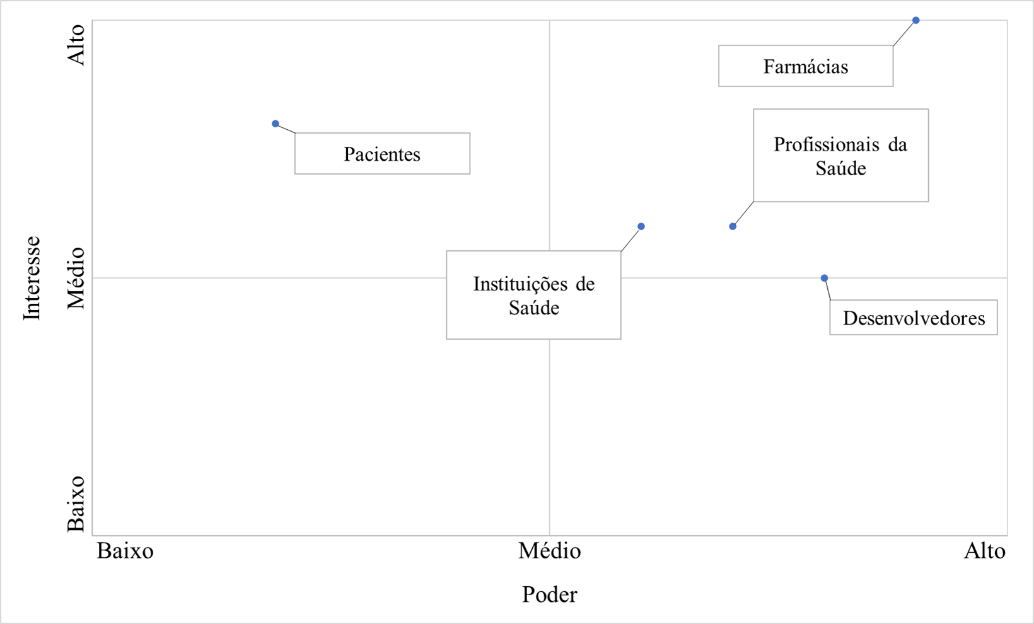 Alto
Farmácias
Pacientes
Profissionais da
Saúde
Interesse
Médio
Instituições de
Saúde
Desenvolvedores
Baixo
Baixo
Médio
Alto
Poder